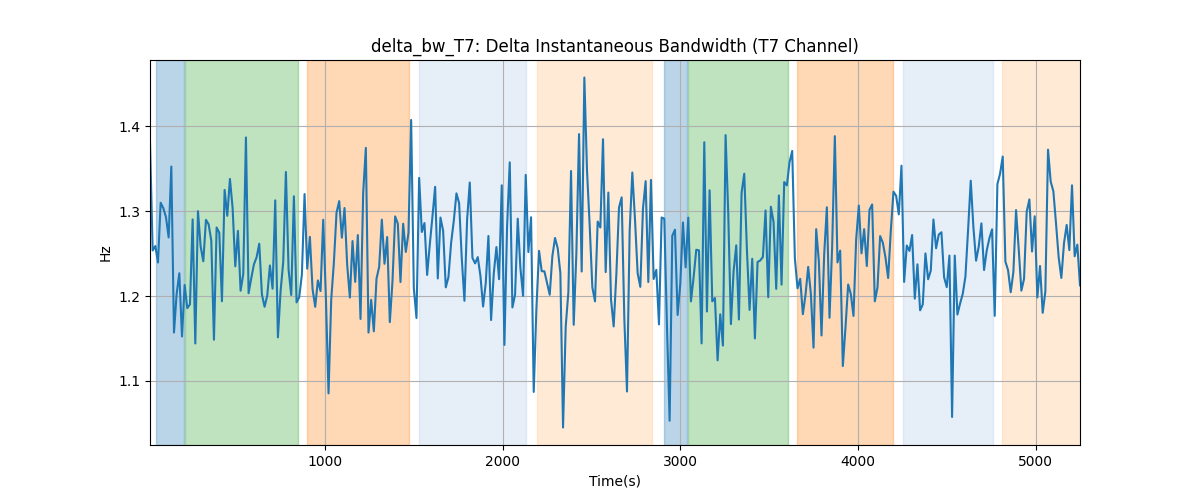 delta_bw_T7: Delta Instantaneous Bandwidth (T7 Channel)
Hz
1.4
1.3
1.2
1.1
1000 2000 3000 4000 5000
Time(s)